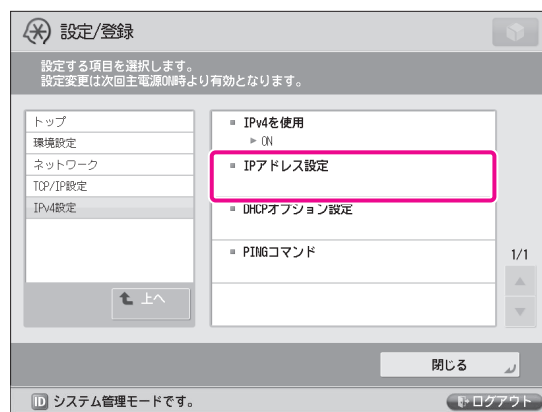 設定/登録
設定する項目を選択します。
設定変更は次回主電源ON時より有効となります。
トップ
環境設定
ネットワーク
TCP/IP設定
IPv4設定
上へ
IPv4を使用
ON
IPアドレス設定
DHCPオプション設定
PINGコマンド
1/1
閉じる
ID システム管理モードです。
ログアウト